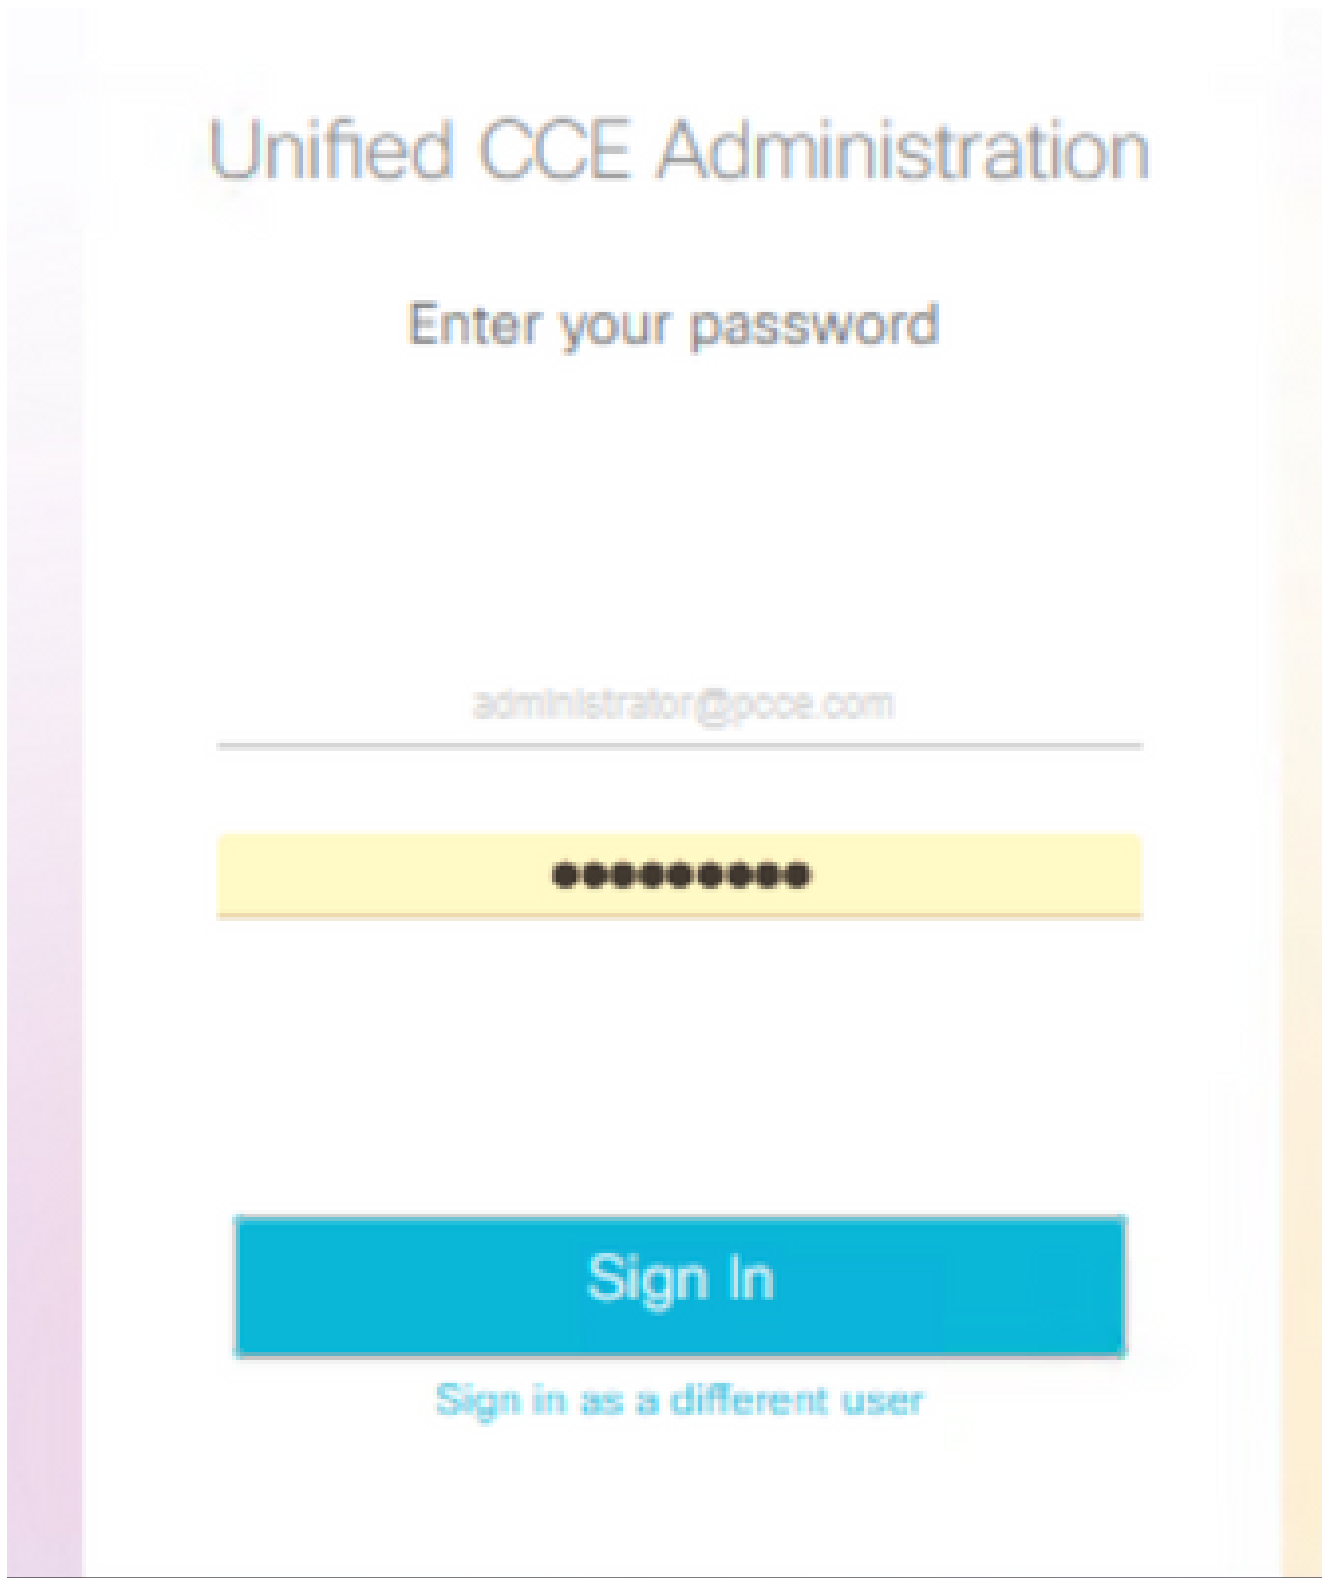 Unified CCE Administration
Enter your password
administrator@pcce.com
•••••••••
Sign In
Sign in as a different user